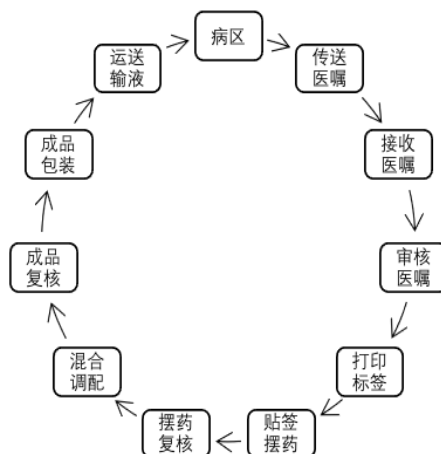 病区
传送
医嘱
接收
医嘱
审核
医嘱
打印
标签
贴签
摆药
摆药
复核
混合
调配
成品
复核
成品
包装
运送
输液